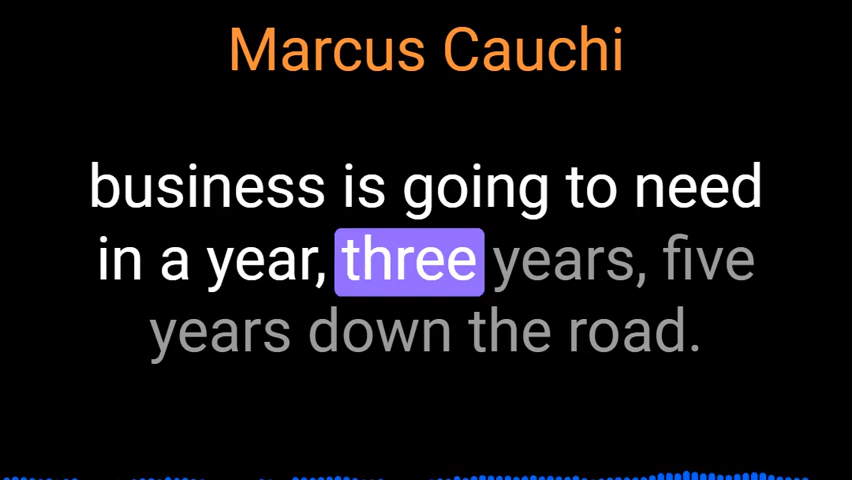 Marcus Cauchi
business is going to need
in a year, three years, five
years down the road.